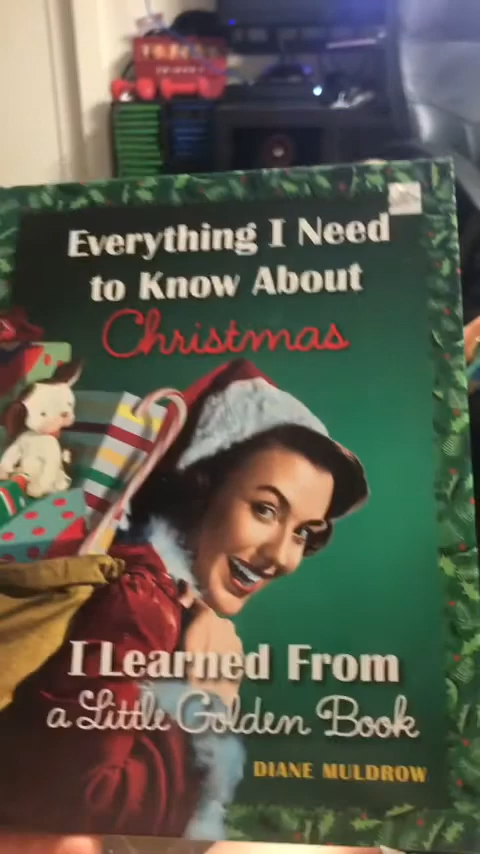 Everything I Need
to Know About
Christmas
I Learned From
a Little Golden Book
DIANE MULDROW